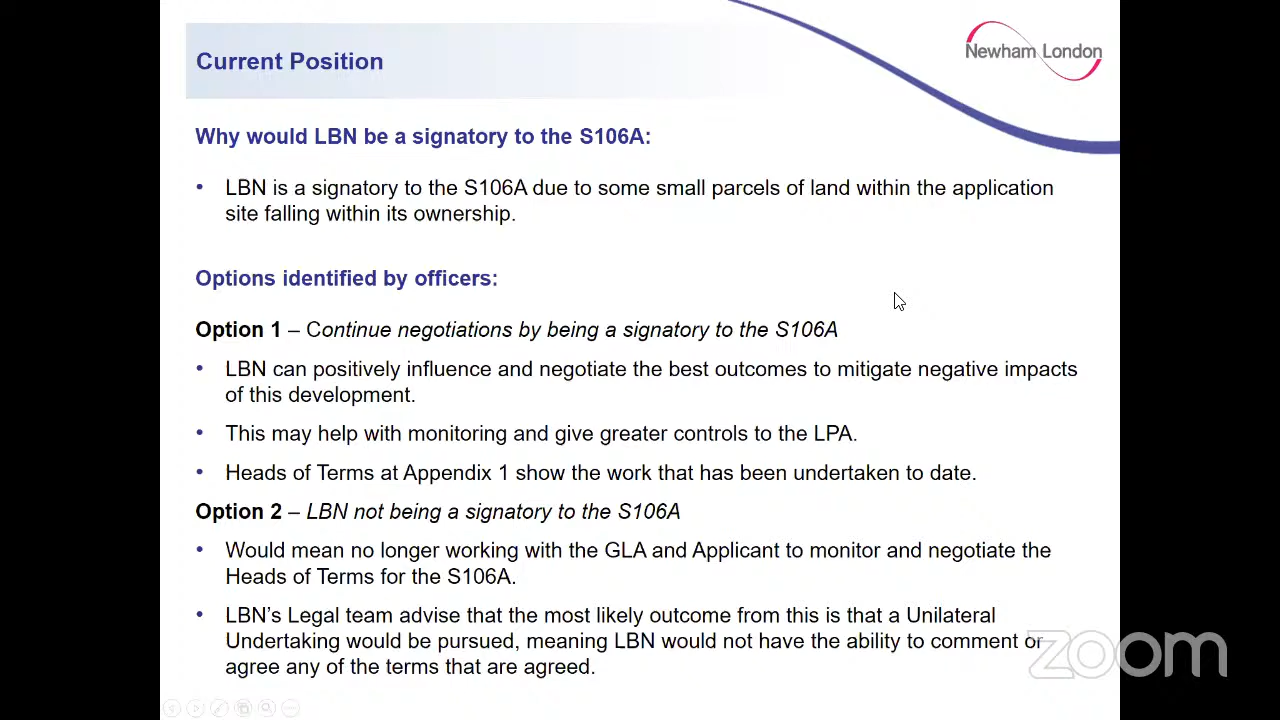 Current Position
Newham London
Why would LBN be a signatory to the S106A:
• LBN is a signatory to the S106A due to some small parcels of land within the application
site falling within its ownership.
Options identified by officers:
Option 1 – Continue negotiations by being a signatory to the S106A
• LBN can positively influence and negotiate the best outcomes to mitigate negative impacts
of this development.
• This may help with monitoring and give greater controls to the LPA.
• Heads of Terms at Appendix 1 show the work that has been undertaken to date.
Option 2 – LBN not being a signatory to the S106A
• Would mean no longer working with the GLA and Applicant to monitor and negotiate the
Heads of Terms for the S106A.
• LBN's Legal team advise that the most likely outcome from this is that a Unilateral
Undertaking would be pursued, meaning LBN would not have the ability to comment or
agree any of the terms that are agreed.
zoom